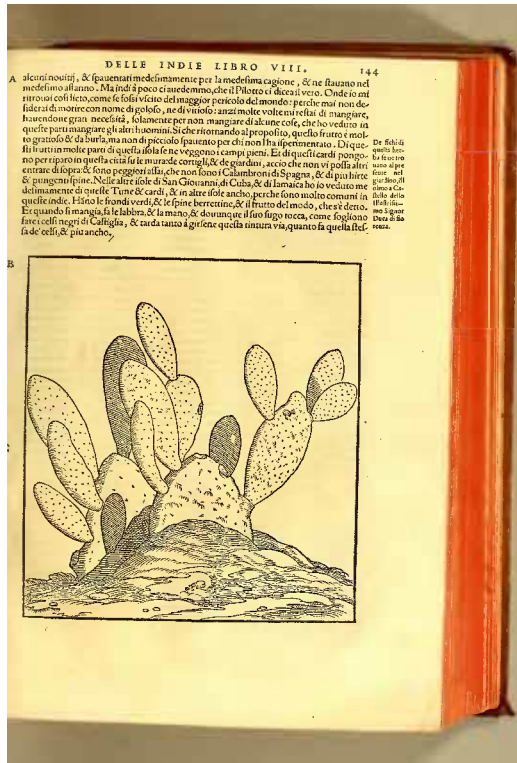 DELLE INDIE LIBRO VIII. 144
A alcuni nouitij, & spauentati medesimamente per la medesima cagione, & ne stauano nel
medesimo affanno. Ma indi à poco ci auedemmo, che il Pilotto ci dicea il vero. Onde io mi
ritrouai cosi lieto, come se fossi vscito del maggior pericolo del mondo: perche mai non de-
siderai di morire con nome di goloso, ne di vitioso: anzi molte volte mi restai di mangiare,
hauendone gran necessità, solamente per non mangiare di alcune cose, che ho veduto in
queste parti mangiare gli altri huomini. Si che ritornando al proposito, questo frutto è mol-
to gratioso & da burla, ma non di picciolo spauento per chi non l'ha isperimentato. Di que-
sti frutti in molte parti di questa isola se ne veggono i campi pieni. Et di questi cardi pongo-
no per riparo in questa città su le mura de cortigli, & de giardini, accio che non vi possa altri
entrare di sopra: & sono peggiori assai, che non sono i Calambroni di Spagna, & di piu hirte
& pungenti spine. Nelle altre isole di San Giouanni, di Cuba, & di Iamaica ho io veduto me
desimamente di queste Tune & cardi, & in altre isole ancho, perche sono molto comuni in
queste indie. Hãno le frondi verdi, & le spine berrettine, & il frutto del modo, che s'è detto.
Et quando si mangia, fa le labbra, & la mano, & dounque il suo sugo tocca, come sogliono
fare i celsi negri di Castiglia, & tarda tanto à girsene questa tintura via, quanto fa quella stes-
sa de' celsi, & piu ancho.
De fichi di
questa her-
ba se ne tro
uano al pre
sente nel
giardino, di
olmo a Ca-
stello dello
Illustrissi-
mo Signor
Duca di Fio
renza.
B